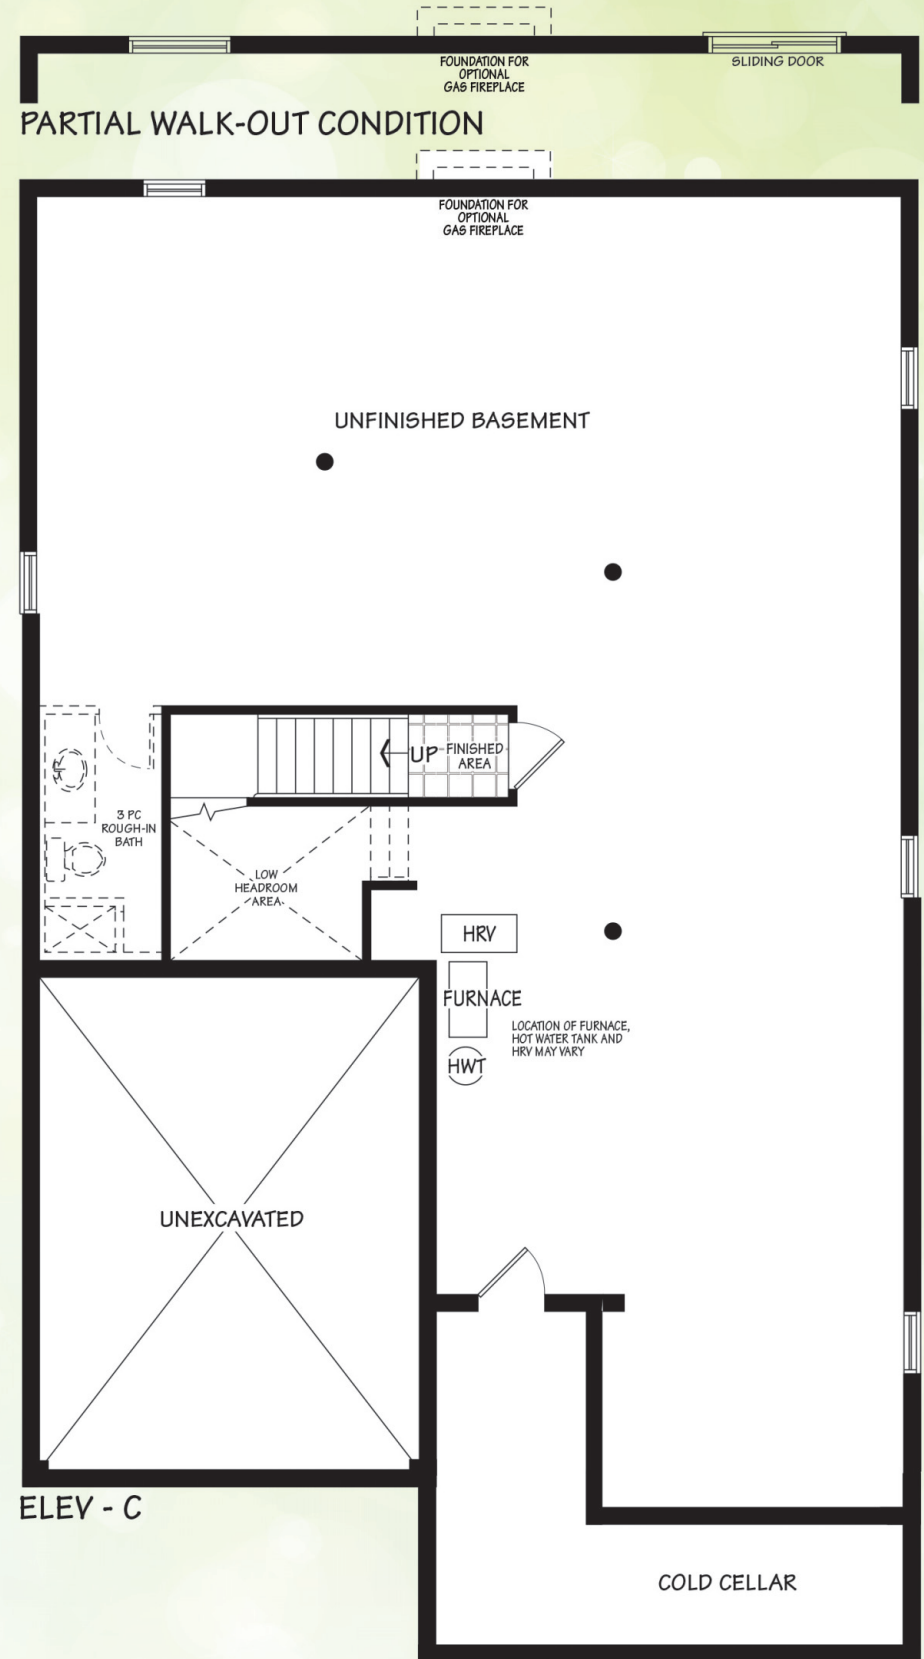 FOUNDATION FOR
OPTIONAL
GAS FIREPLACE
SLIDING DOOR
PARTIAL WALK-OUT CONDITION
FOUNDATION FOR
OPTIONAL
GAS FIREPLACE
UNFINISHED BASEMENT
UP
FINISHED
AREA
3 PC
ROUGH-IN
BATH
LOW
HEADROOM
AREA
HRV
FURNACE
LOCATION OF FURNACE,
HOT WATER TANK AND
HRV MAY VARY
HWT
UNEXCAVATED
ELEV - C
COLD CELLAR